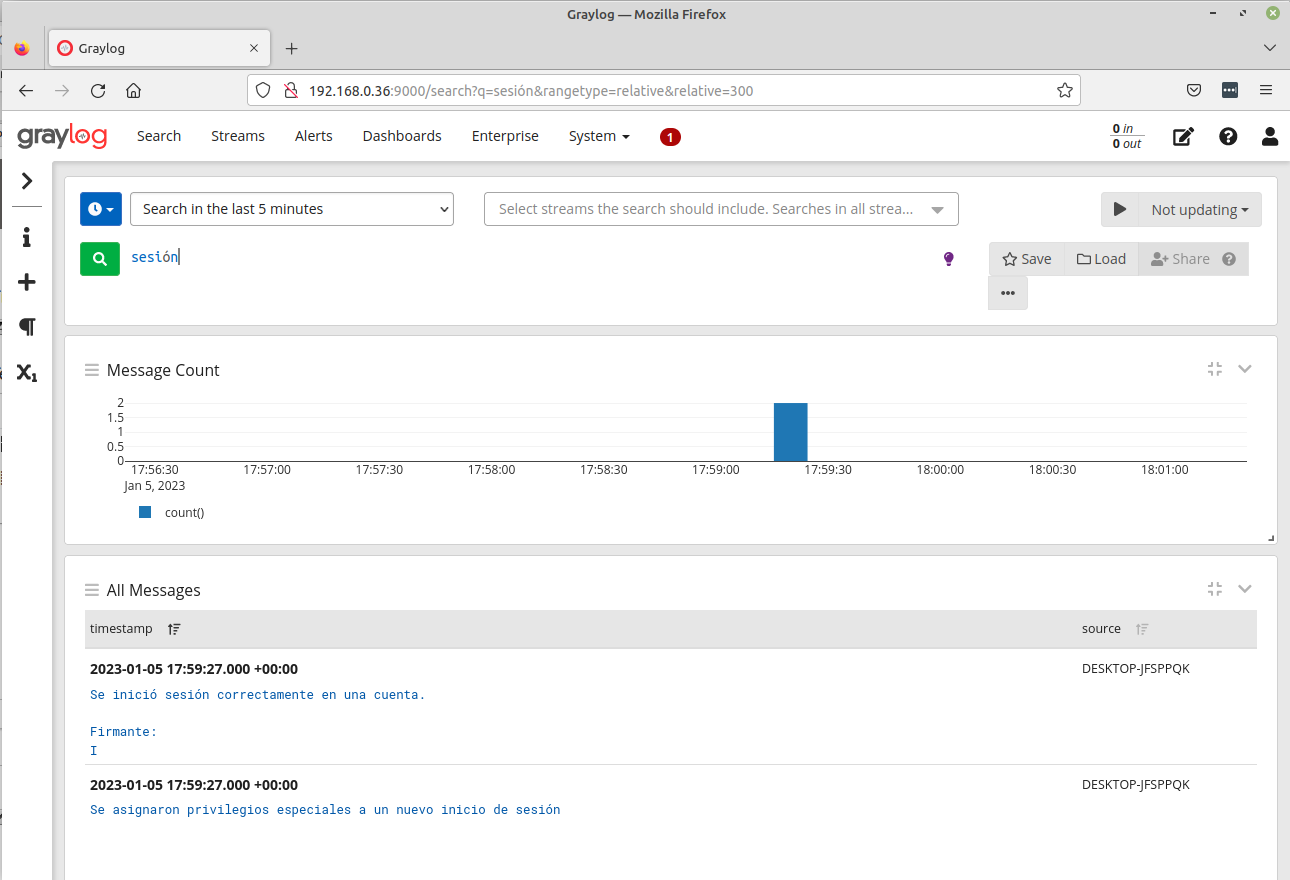 Graylog — Mozilla Firefox
Graylog
192.168.0.36:9000/search?q=sesión&rangetype=relative&relative=300
graylog Search Streams Alerts Dashboards Enterprise System 1 0 in
0 out
Search in the last 5 minutes Select streams the search should include. Searches in all strea... Not updating
sesión Save Load Share ?
Message Count
2
1.5
1
0.5
0
17:56:30 17:57:00 17:57:30 17:58:00 17:58:30 17:59:00 17:59:30 18:00:00 18:00:30 18:01:00
Jan 5, 2023
count()
All Messages
timestamp source
2023-01-05 17:59:27.000 +00:00 DESKTOP-JFSPPQK
Se inició sesión correctamente en una cuenta.
Firmante:
I
2023-01-05 17:59:27.000 +00:00 DESKTOP-JFSPPQK
Se asignaron privilegios especiales a un nuevo inicio de sesión